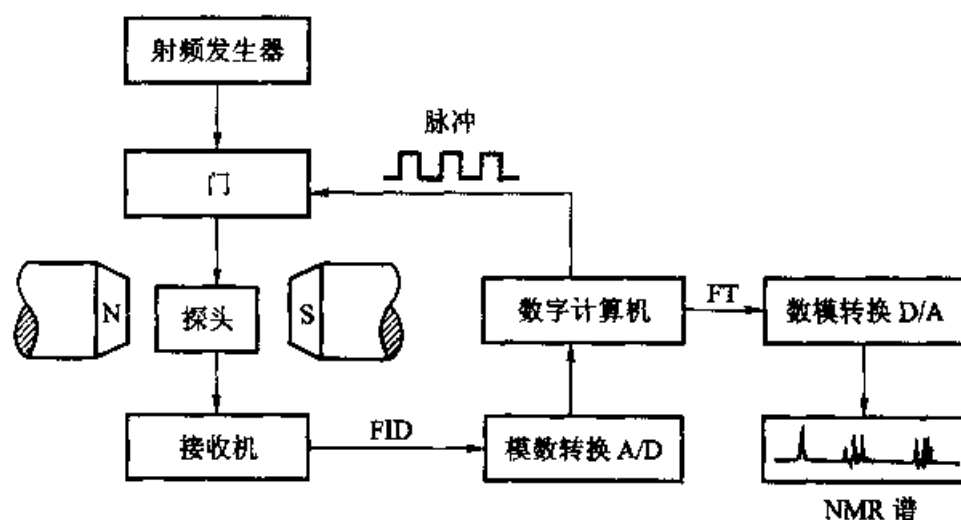 射频发生器
脉冲
门
N
探头
S
数字计算机
FT
数模转换 D/A
接收机
FID
模数转换 A/D
NMR 谱